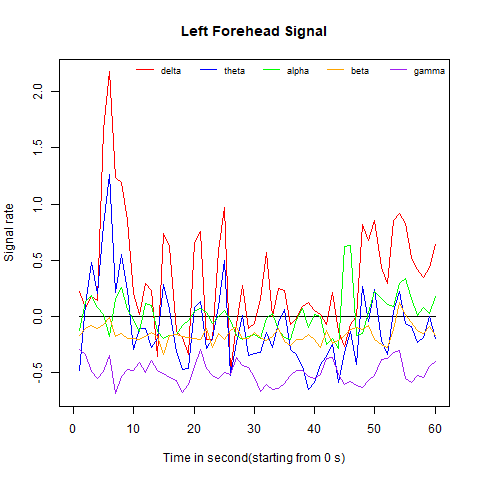 Left Forehead Signal
delta theta alpha beta gamma
Signal rate
2.0
1.5
1.0
0.5
0.0
-0.5
0 10 20 30 40 50 60
Time in second(starting from 0 s)